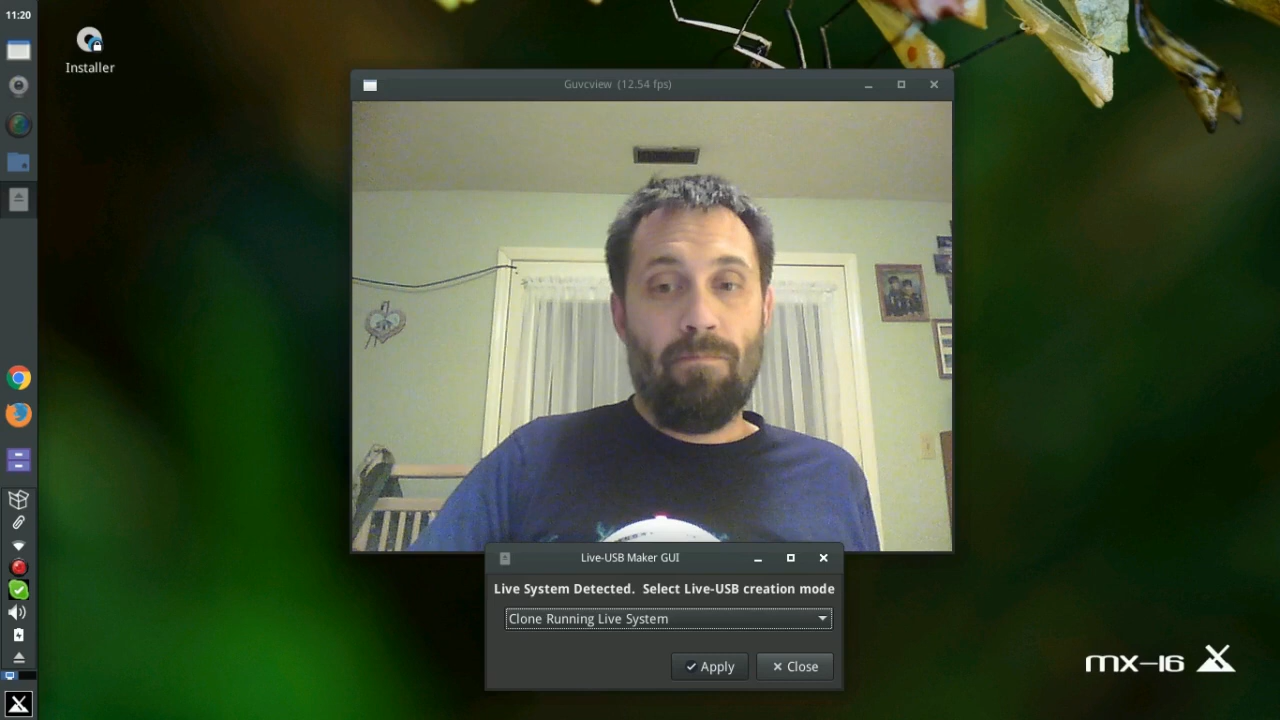 11:20
Installer
Guvcview (12.54 fps)
Live-USB Maker GUI
Live System Detected. Select Live-USB creation mode
Clone Running Live System
Apply
Close
mx-16